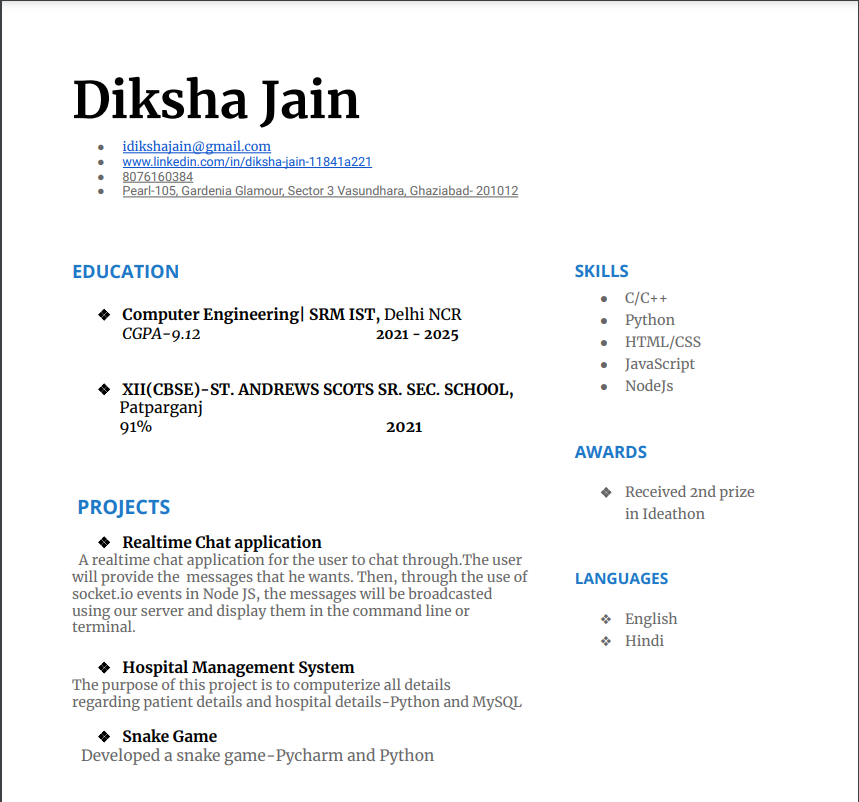 Diksha Jain
● idikshajain@gmail.com
● www.linkedin.com/in/diksha-jain-11841a221
● 8076160384
● Pearl-105, Gardenia Glamour, Sector 3 Vasundhara, Ghaziabad- 201012
EDUCATION
❖ Computer Engineering| SRM IST, Delhi NCR
CGPA-9.12 2021 - 2025
❖ XII(CBSE)-ST. ANDREWS SCOTS SR. SEC. SCHOOL,
Patparganj
91% 2021
PROJECTS
❖ Realtime Chat application
A realtime chat application for the user to chat through.The user
will provide the messages that he wants. Then, through the use of
socket.io events in Node JS, the messages will be broadcasted
using our server and display them in the command line or
terminal.
❖ Hospital Management System
The purpose of this project is to computerize all details
regarding patient details and hospital details-Python and MySQL
❖ Snake Game
Developed a snake game-Pycharm and Python
SKILLS
● C/C++
● Python
● HTML/CSS
● JavaScript
● NodeJs
AWARDS
❖ Received 2nd prize
in Ideathon
LANGUAGES
❖ English
❖ Hindi